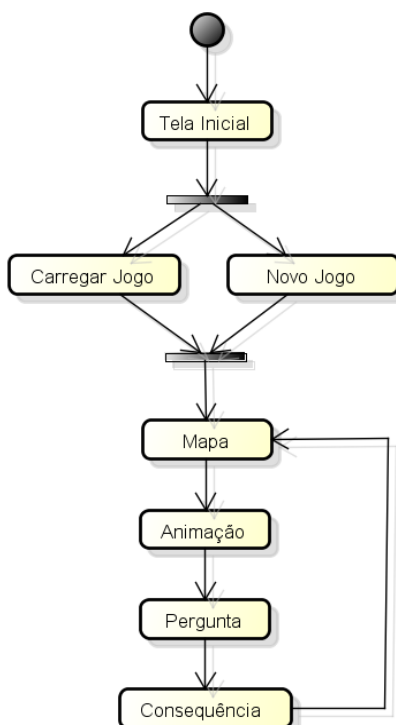 Tela Inicial
Carregar Jogo
Novo Jogo
Mapa
Animação
Pergunta
Consequência